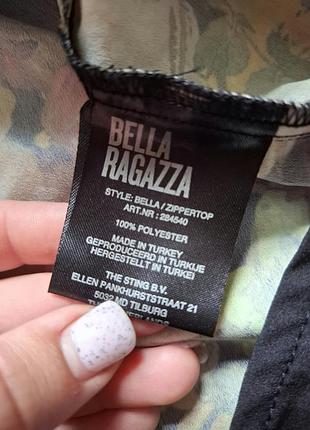 BELLA
RAGAZZA
STYLE: BELLA / ZIPPERTOP
ART.NR : 284540
100% POLYESTER
MADE IN TURKEY
GEPRODUCEERD IN TURKIJE
HERGESTELLT IN TURKEI
THE STING B.V.
ELLEN PANKHURSTSTRAAT 21
5032 MD TILBURG